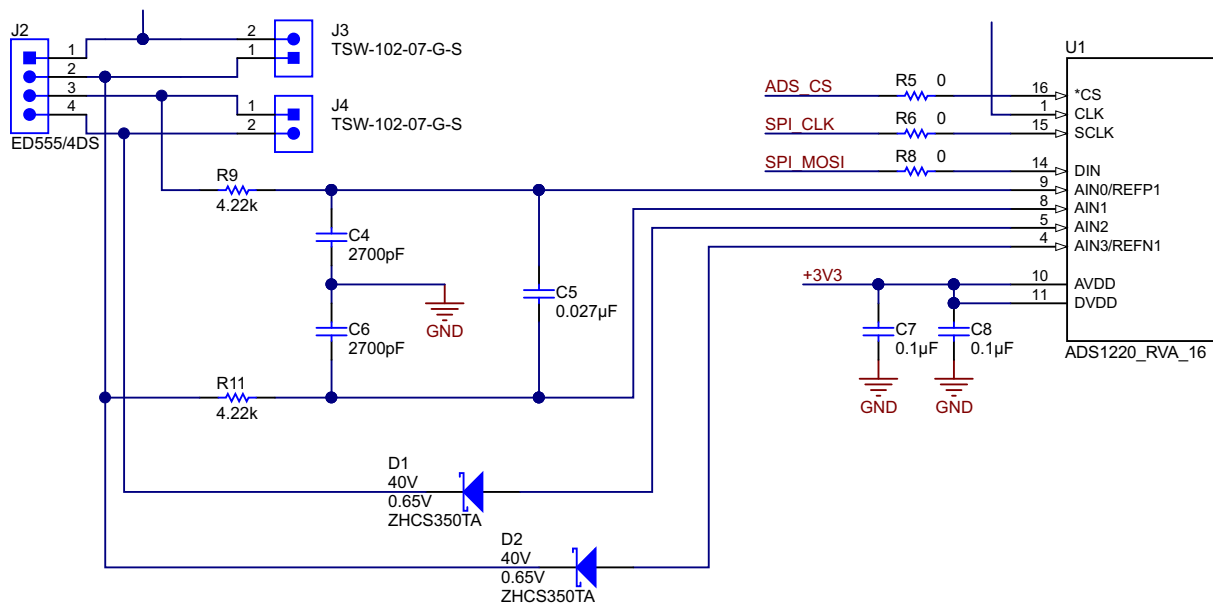 J2
1
2
3
4
ED555/4DS
2
1
J3
TSW-102-07-G-S
1
2
J4
TSW-102-07-G-S
R9
4.22k
C4
2700pF
C6
2700pF
GND
C5
0.027µF
R11
4.22k
D1
40V
0.65V
ZHCS350TA
D2
40V
0.65V
ZHCS350TA
U1
ADS_CS
R5 0
16
*CS
1
CLK
SPI_CLK
R6 0
15
SCLK
SPI_MOSI
R8 0
14
DIN
9
AIN0/REFP1
8
AIN1
5
AIN2
4
AIN3/REFN1
+3V3
10
AVDD
11
DVDD
C7
0.1µF
C8
0.1µF
GND
GND
ADS1220_RVA_16